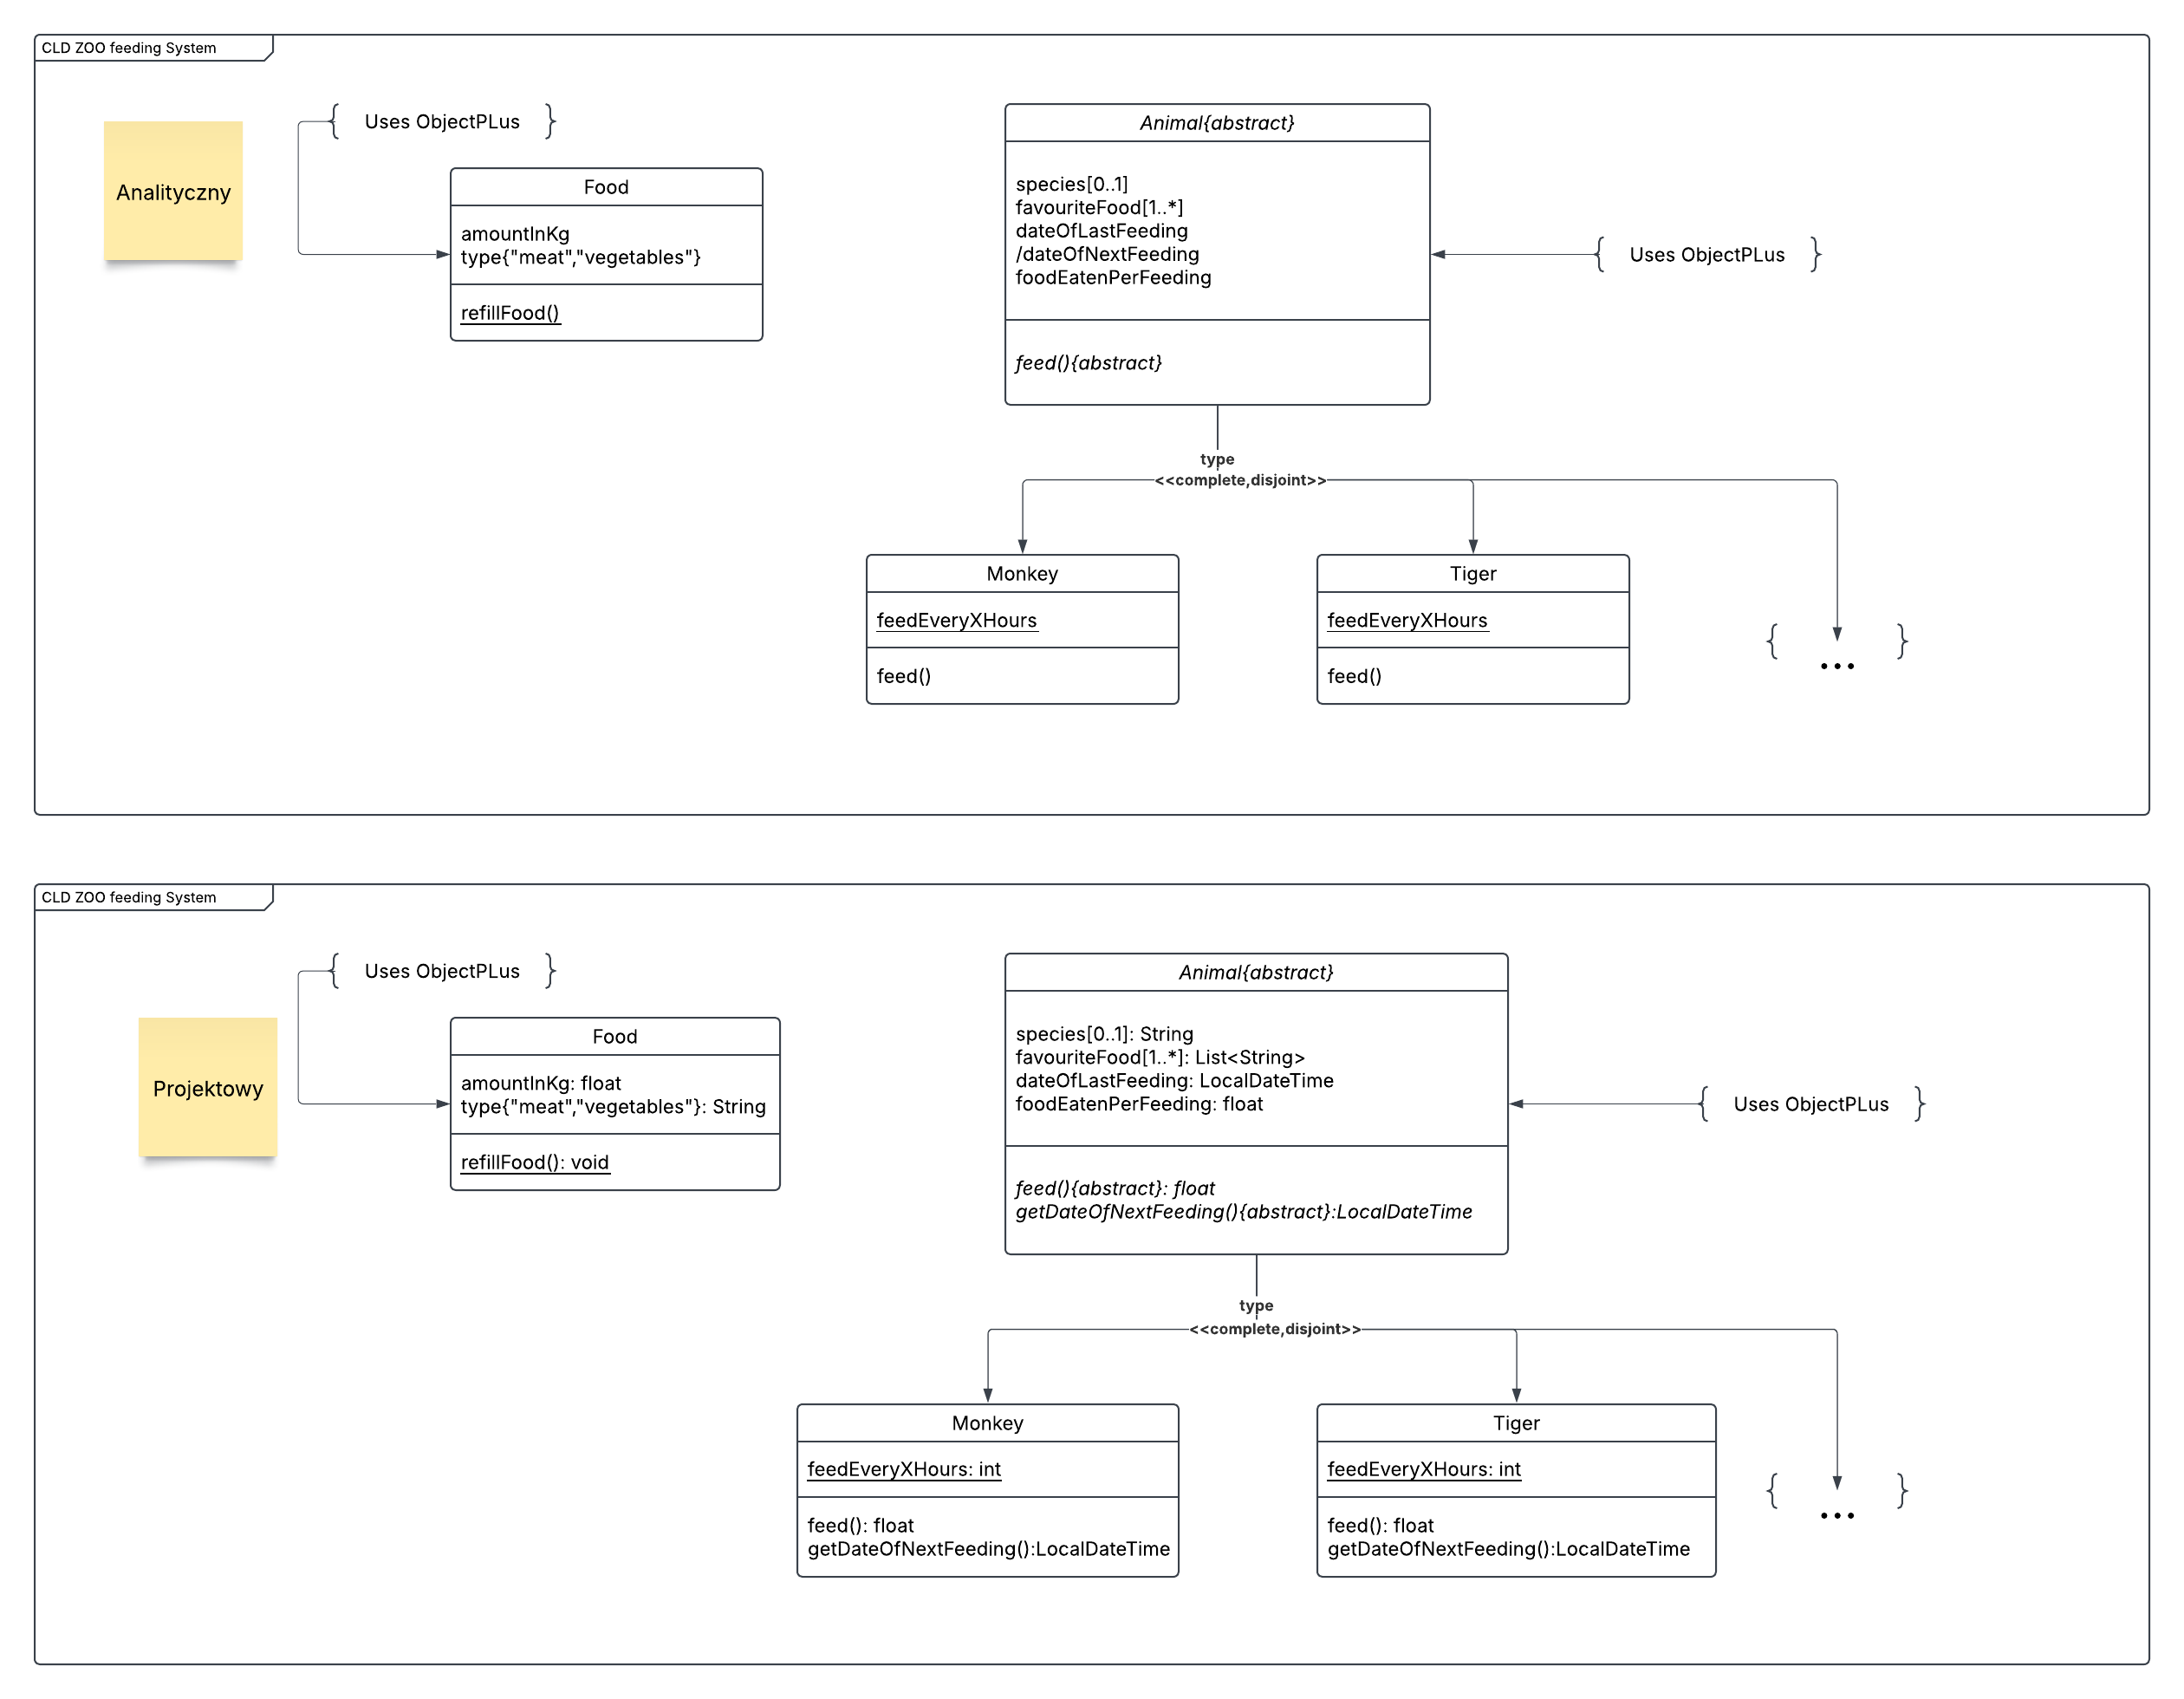 CLD ZOO feeding System
Analityczny
{ Uses ObjectPLus }
Food
amountInKg
type{"meat","vegetables"}
refillFood()
Animal{abstract}
species[0..1]
favouriteFood[1..*]
dateOfLastFeeding
/dateOfNextFeeding
foodEatenPerFeeding
feed(){abstract}
{ Uses ObjectPLus }
type
<<complete,disjoint>>
Monkey
feedEveryXHours
feed()
Tiger
feedEveryXHours
feed()
{ ... }
CLD ZOO feeding System
Projektowy
{ Uses ObjectPLus }
Food
amountInKg: float
type{"meat","vegetables"}: String
refillFood(): void
Animal{abstract}
species[0..1]: String
favouriteFood[1..*]: List<String>
dateOfLastFeeding: LocalDateTime
foodEatenPerFeeding: float
feed(){abstract}: float
getDateOfNextFeeding(){abstract}:LocalDateTime
{ Uses ObjectPLus }
type
<<complete,disjoint>>
Monkey
feedEveryXHours: int
feed(): float
getDateOfNextFeeding():LocalDateTime
Tiger
feedEveryXHours: int
feed(): float
getDateOfNextFeeding():LocalDateTime
{ ... }